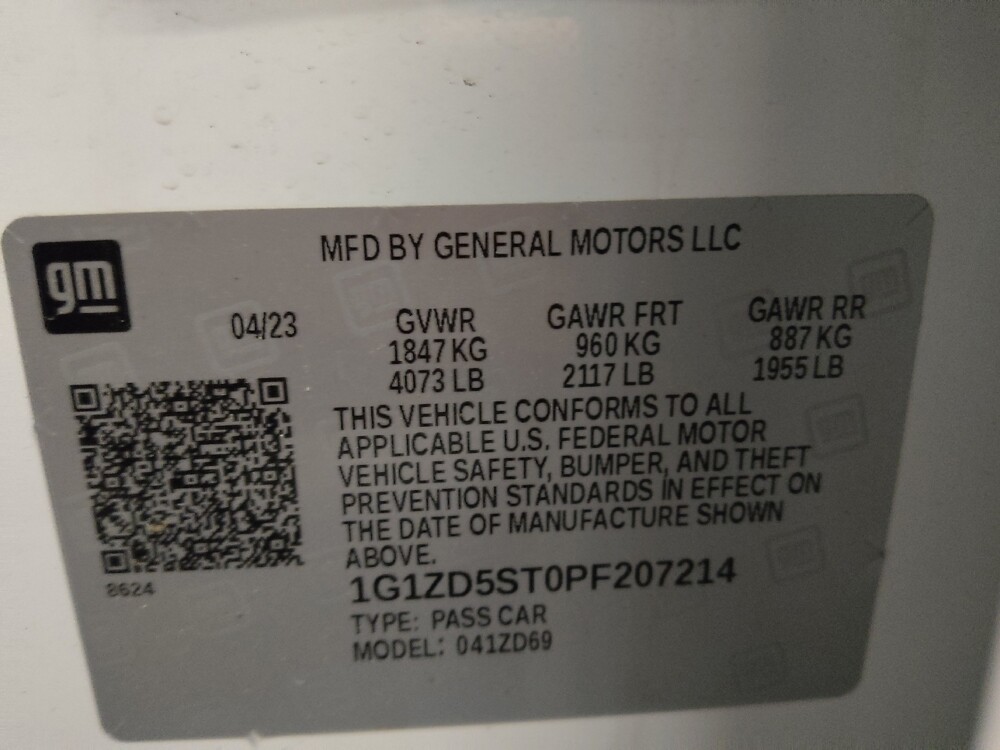 MFD BY GENERAL MOTORS LLC
gm
04/23
GVWR
1847 KG
4073 LB
GAWR FRT
960 KG
2117 LB
GAWR RR
887 KG
1955 LB
THIS VEHICLE CONFORMS TO ALL
APPLICABLE U.S. FEDERAL MOTOR
VEHICLE SAFETY, BUMPER, AND THEFT
PREVENTION STANDARDS IN EFFECT ON
THE DATE OF MANUFACTURE SHOWN
ABOVE.
8624
1G1ZD5ST0PF207214
TYPE: PASS CAR
MODEL: 041ZD69